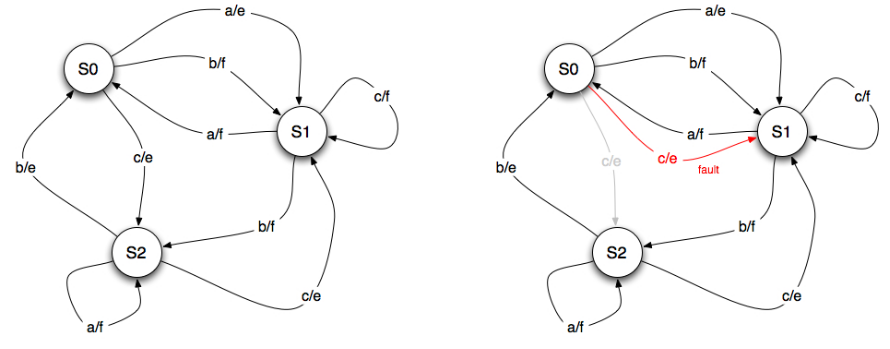 a/e
S0
b/f
c/f
a/f
S1
c/e
b/e
b/f
S2
c/e
a/f
a/e
S0
b/f
c/f
a/f
S1
c/e
c/e
fault
b/e
b/f
S2
c/e
a/f